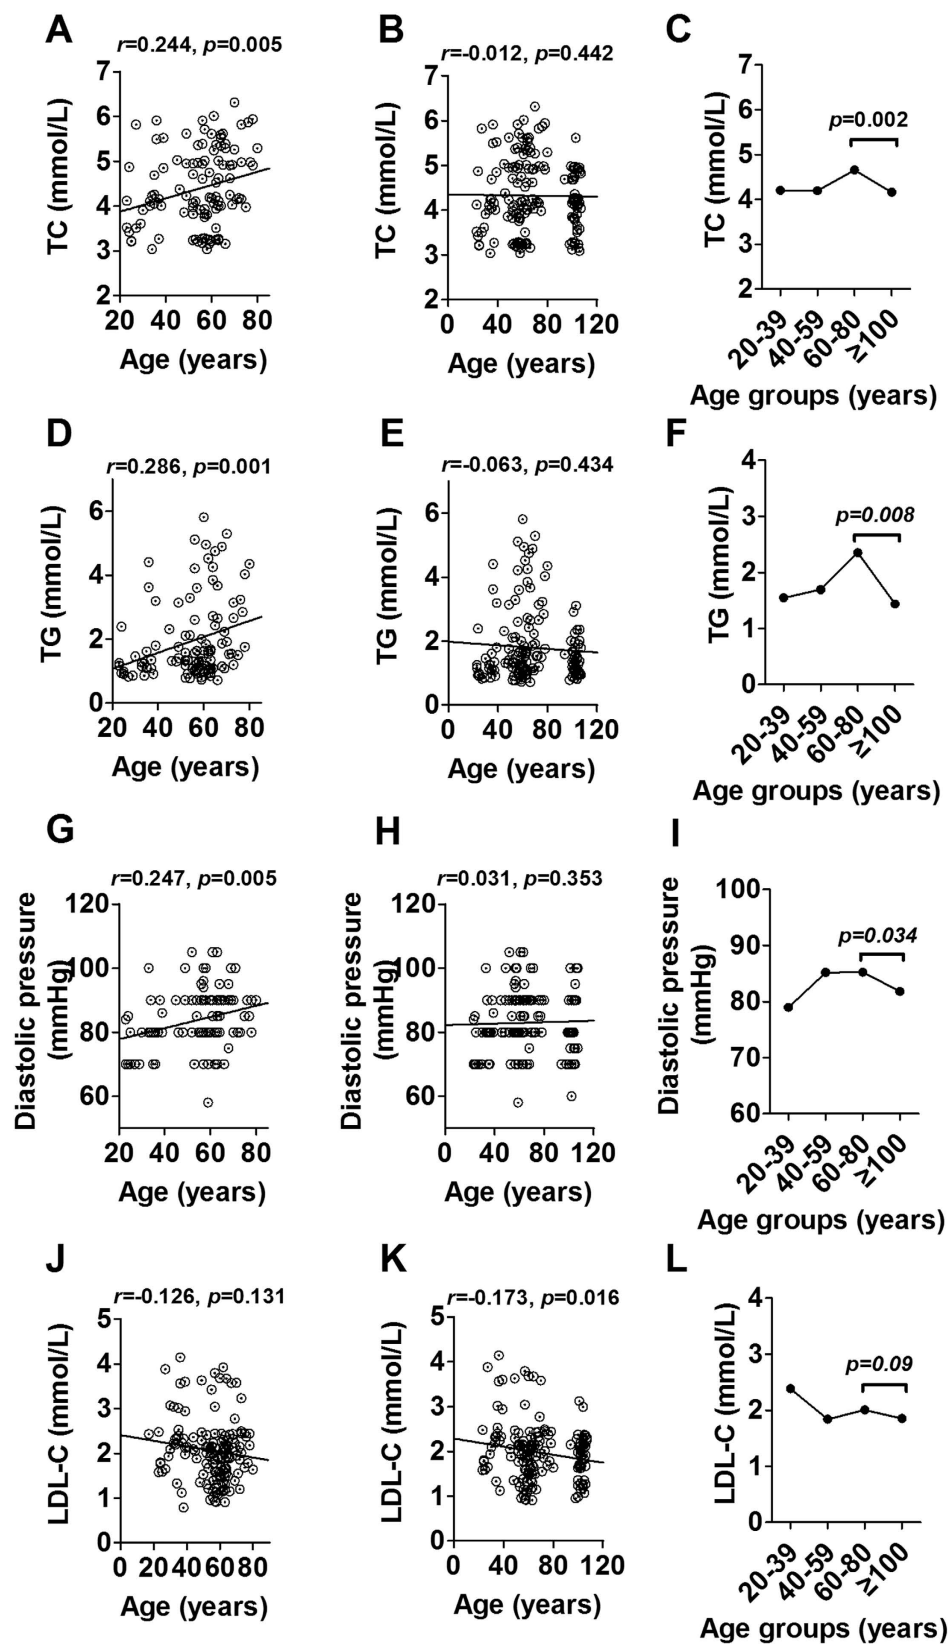 A
r=0.244, p=0.005
TC (mmol/L)
7
6
5
4
3
2
20 40 60 80
Age (years)
B
r=-0.012, p=0.442
TC (mmol/L)
7
6
5
4
3
2
0 40 80 120
Age (years)
C
p=0.002
TC (mmol/L)
7
6
5
4
3
2
20-39 40-59 60-80 ≥100
Age groups (years)
D
r=0.286, p=0.001
TG (mmol/L)
6
4
2
0
20 40 60 80
Age (years)
E
r=-0.063, p=0.434
TG (mmol/L)
6
4
2
0
0 40 80 120
Age (years)
F
p=0.008
TG (mmol/L)
4
3
2
1
0
20-39 40-59 60-80 ≥100
Age groups (years)
G
r=0.247, p=0.005
Diastolic pressure
(mmHg)
120
100
80
60
20 40 60 80
Age (years)
H
r=0.031, p=0.353
Diastolic pressure
(mmHg)
120
100
80
60
0 40 80 120
Age (years)
I
p=0.034
Diastolic pressure
(mmHg)
100
90
80
70
60
20-39 40-59 60-80 ≥100
Age groups (years)
J
r=-0.126, p=0.131
LDL-C (mmol/L)
5
4
3
2
1
0
0 20 40 60 80
Age (years)
K
r=-0.173, p=0.016
LDL-C (mmol/L)
5
4
3
2
1
0
0 40 80 120
Age (years)
L
p=0.09
LDL-C (mmol/L)
4
3
2
1
0
20-39 40-59 60-80 ≥100
Age groups (years)